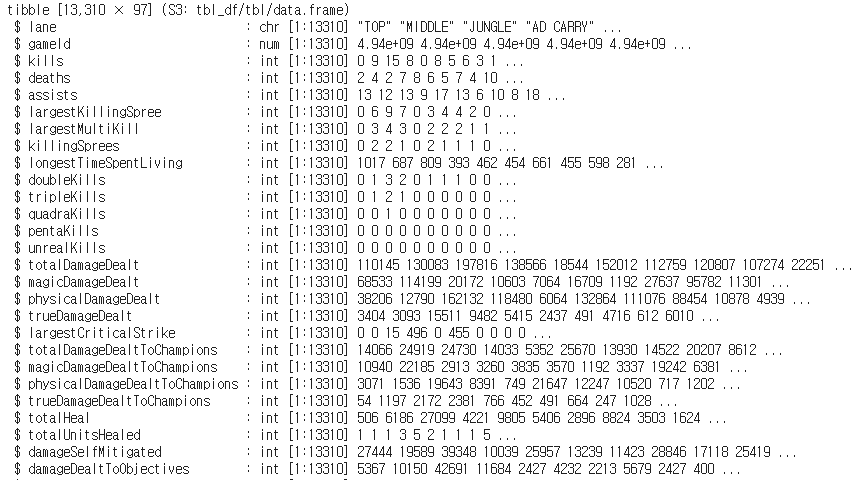 tibble [13,310 × 97] (S3: tbl_df/tbl/data.frame)
$ lane : chr [1:13310] "TOP" "MIDDLE" "JUNGLE" "AD CARRY" ...
$ gameId : num [1:13310] 4.94e+09 4.94e+09 4.94e+09 4.94e+09 4.94e+09 ...
$ kills : int [1:13310] 0 9 15 8 0 8 5 6 3 1 ...
$ deaths : int [1:13310] 2 4 2 7 8 6 5 7 4 10 ...
$ assists : int [1:13310] 13 12 13 9 17 13 6 10 8 18 ...
$ largestKillingSpree : int [1:13310] 0 6 9 7 0 3 4 4 2 0 ...
$ largestMultiKill : int [1:13310] 0 3 4 3 0 2 2 2 1 1 ...
$ killingSprees : int [1:13310] 0 2 2 1 0 2 1 1 1 0 ...
$ longestTimeSpentLiving : int [1:13310] 1017 687 809 393 462 454 661 455 598 281 ...
$ doubleKills : int [1:13310] 0 1 3 2 0 1 1 1 0 0 ...
$ tripleKills : int [1:13310] 0 1 2 1 0 0 0 0 0 0 ...
$ quadraKills : int [1:13310] 0 0 1 0 0 0 0 0 0 0 ...
$ pentaKills : int [1:13310] 0 0 0 0 0 0 0 0 0 0 ...
$ unrealKills : int [1:13310] 0 0 0 0 0 0 0 0 0 0 ...
$ totalDamageDealt : int [1:13310] 110145 130083 197816 138566 18544 152012 112759 120807 107274 22251 ...
$ magicDamageDealt : int [1:13310] 68533 114199 20172 10603 7064 16709 1192 27637 95782 11301 ...
$ physicalDamageDealt : int [1:13310] 38206 12790 162132 118480 6064 132864 111076 88454 10878 4939 ...
$ trueDamageDealt : int [1:13310] 3404 3093 15511 9482 5415 2437 491 4716 612 6010 ...
$ largestCriticalStrike : int [1:13310] 0 0 15 496 0 455 0 0 0 0 ...
$ totalDamageDealtToChampions : int [1:13310] 14066 24919 24730 14033 5352 25670 13930 14522 20207 8612 ...
$ magicDamageDealtToChampions : int [1:13310] 10940 22185 2913 3260 3835 3570 1192 3337 19242 6381 ...
$ physicalDamageDealtToChampions : int [1:13310] 3071 1536 19643 8391 749 21647 12247 10520 717 1202 ...
$ trueDamageDealtToChampions : int [1:13310] 54 1197 2172 2381 766 452 491 664 247 1028 ...
$ totalHeal : int [1:13310] 506 6186 27099 4221 9805 5406 2896 8824 3503 1624 ...
$ totalUnitsHealed : int [1:13310] 1 1 1 3 5 2 1 1 1 5 ...
$ damageSelfMitigated : int [1:13310] 27444 19589 39348 10039 25957 13239 11423 28846 17118 25419 ...
$ damageDealtToObjectives : int [1:13310] 5367 10150 42691 11684 2427 4232 2213 5679 2427 400 ...